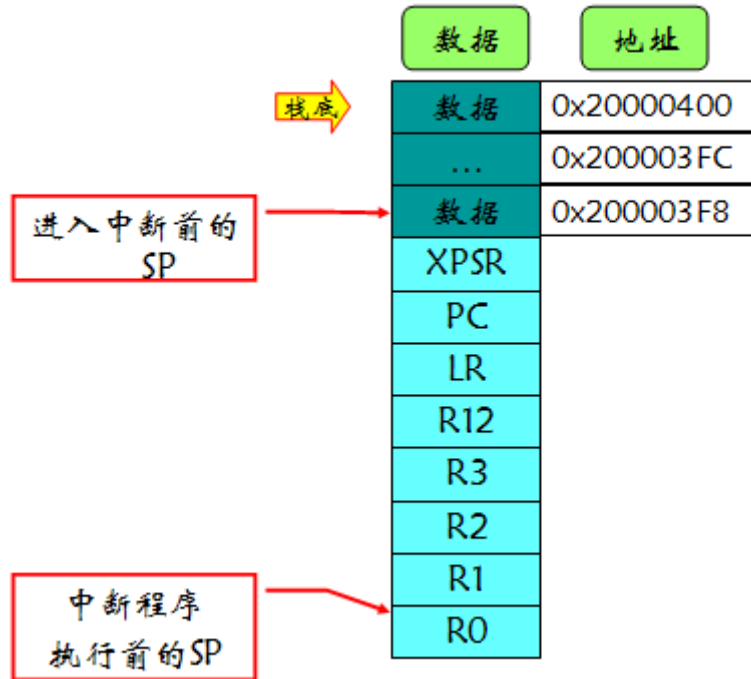 数据 地址
栈底 数据 0x20000400
... 0x200003FC
数据 0x200003F8
进入中断前的
SP
XPSR
PC
LR
R12
R3
R2
R1
R0
中断程序
执行前的SP